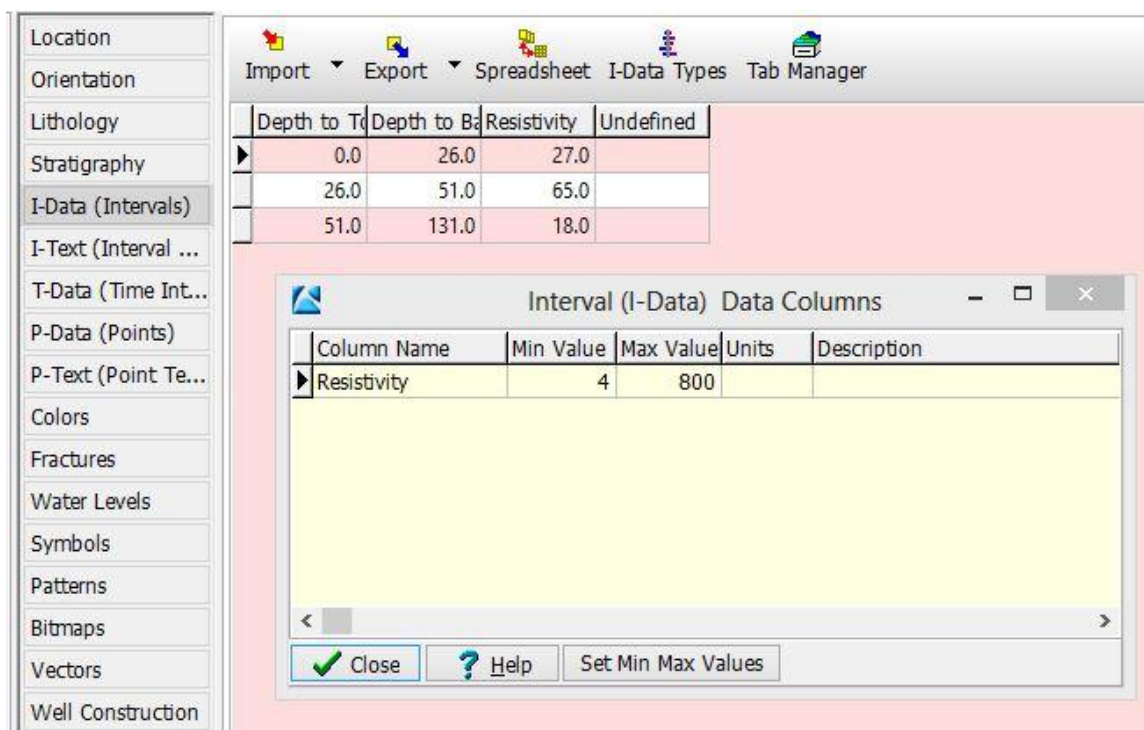 Location
Orientation
Lithology
Stratigraphy
I-Data (Intervals)
I-Text (Interval ...
T-Data (Time Int...
P-Data (Points)
P-Text (Point Te...
Colors
Fractures
Water Levels
Symbols
Patterns
Bitmaps
Vectors
Well Construction
Import Export Spreadsheet I-Data Types Tab Manager
Depth to To Depth to Ba Resistivity Undefined
0.0 26.0 27.0
26.0 51.0 65.0
51.0 131.0 18.0
Interval (I-Data) Data Columns
Column Name Min Value Max Value Units Description
Resistivity 4 800
Close Help Set Min Max Values